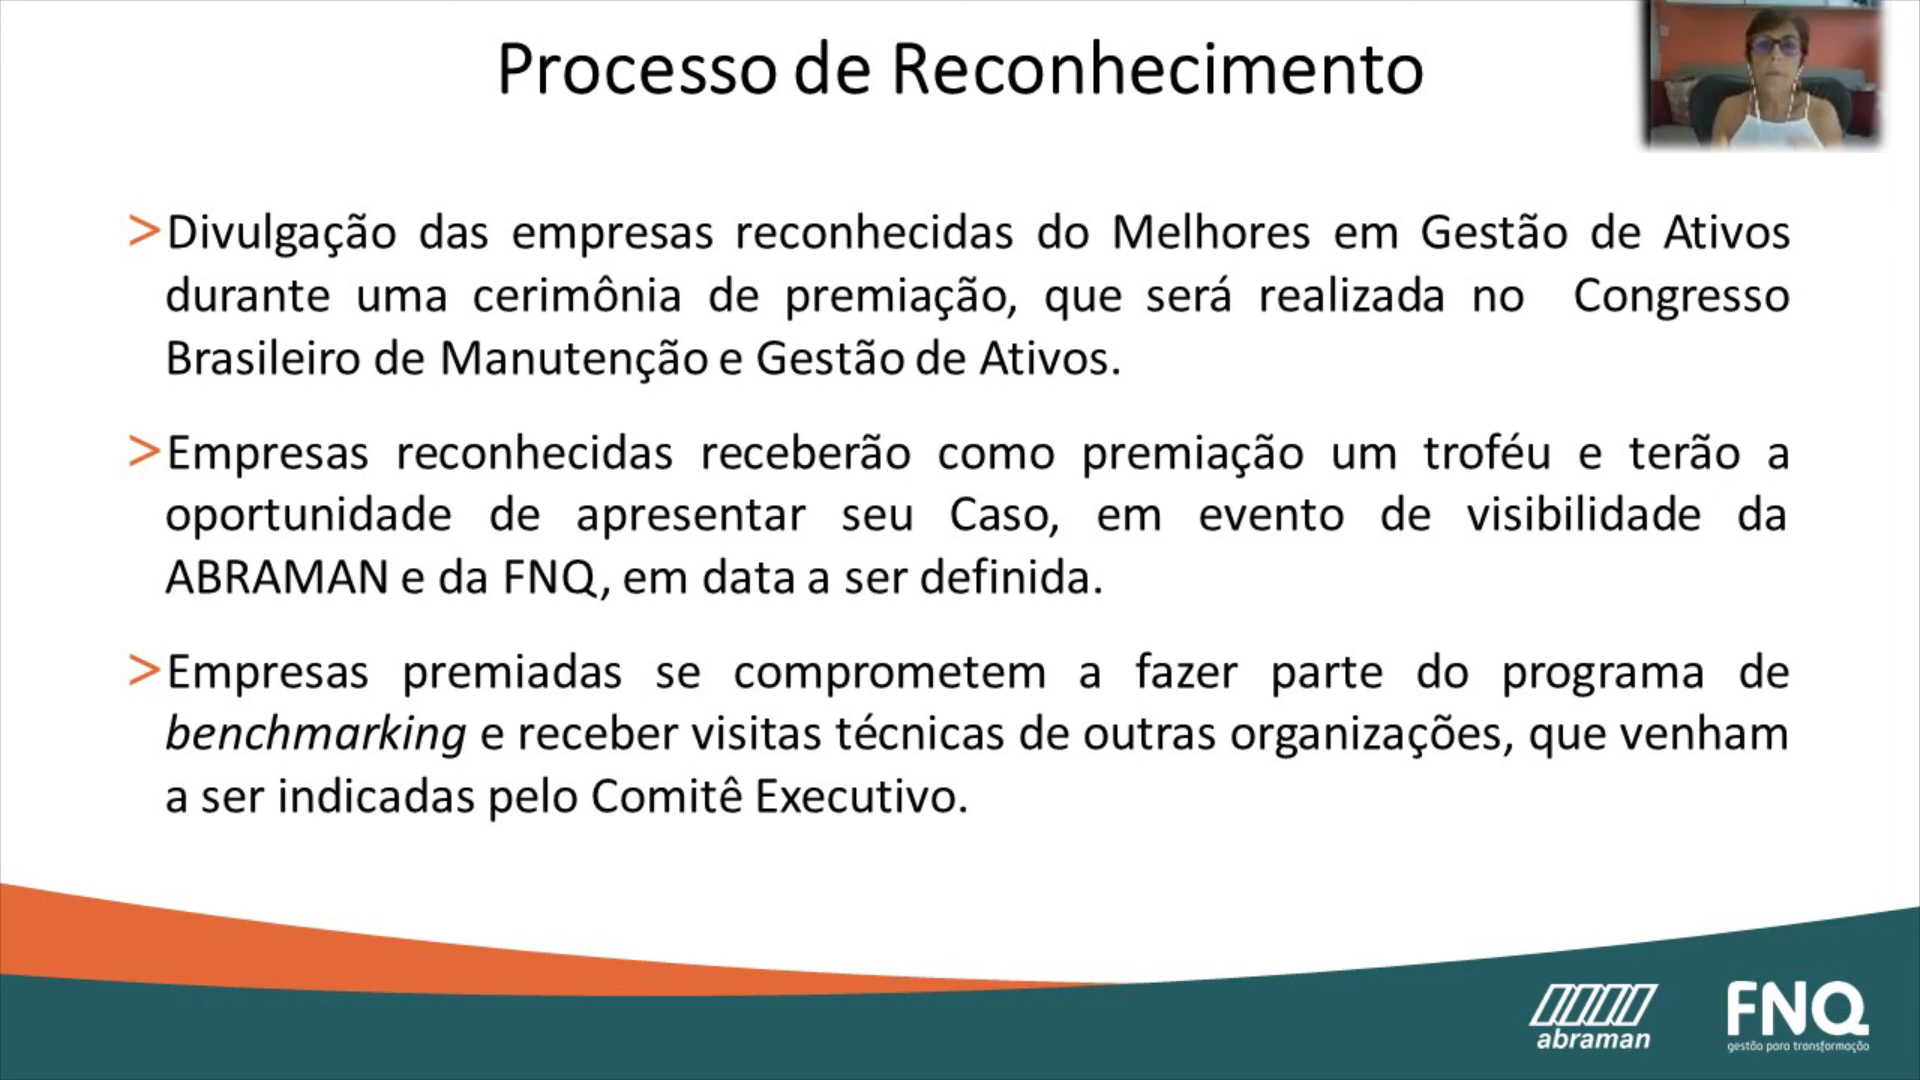 Processo de Reconhecimento
>Divulgação das empresas reconhecidas do Melhores em Gestão de Ativos
durante uma cerimônia de premiação, que será realizada no Congresso
Brasileiro de Manutenção e Gestão de Ativos.
>Empresas reconhecidas receberão como premiação um troféu e terão a
oportunidade de apresentar seu Caso, em evento de visibilidade da
ABRAMAN e da FNQ, em data a ser definida.
>Empresas premiadas se comprometem a fazer parte do programa de
benchmarking e receber visitas técnicas de outras organizações, que venham
a ser indicadas pelo Comitê Executivo.
abraman
FNQ
gestão para transformação